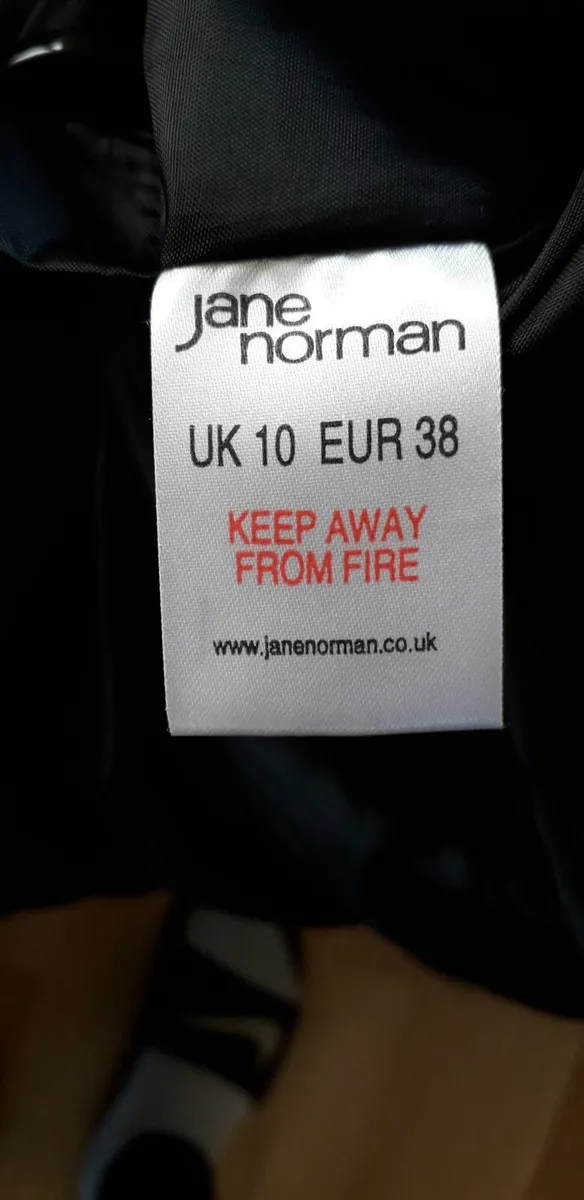 jane
norman
UK 10 EUR 38
KEEP AWAY
FROM FIRE
www.janenorman.co.uk